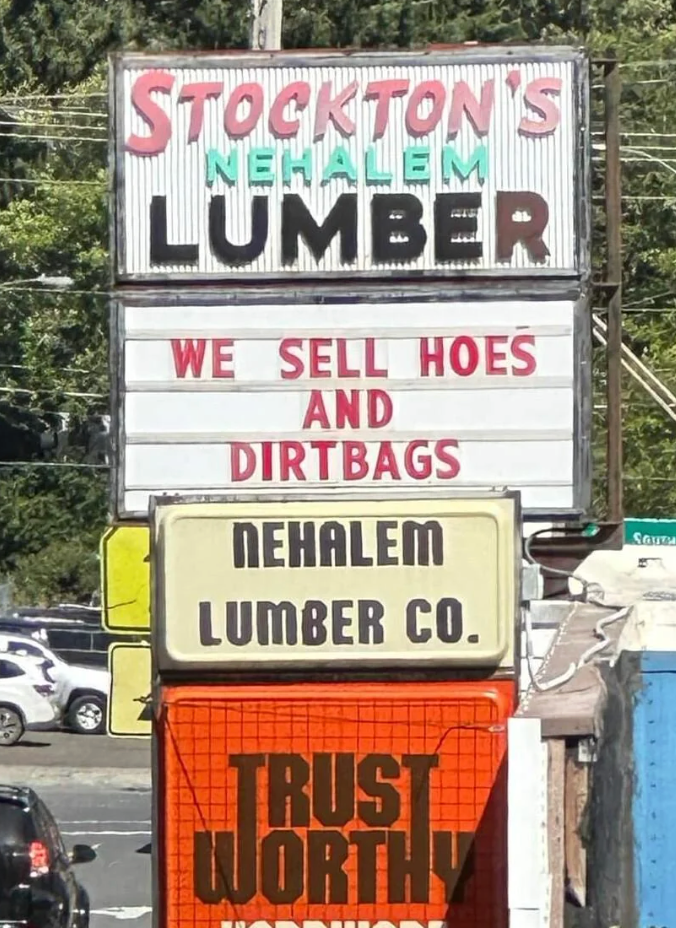 STOCKTON'S
NEHALEM
LUMBER
WE SELL HOES
AND
DIRTBAGS
NEHALEM
LUMBER CO.
TRUST
WORTHY